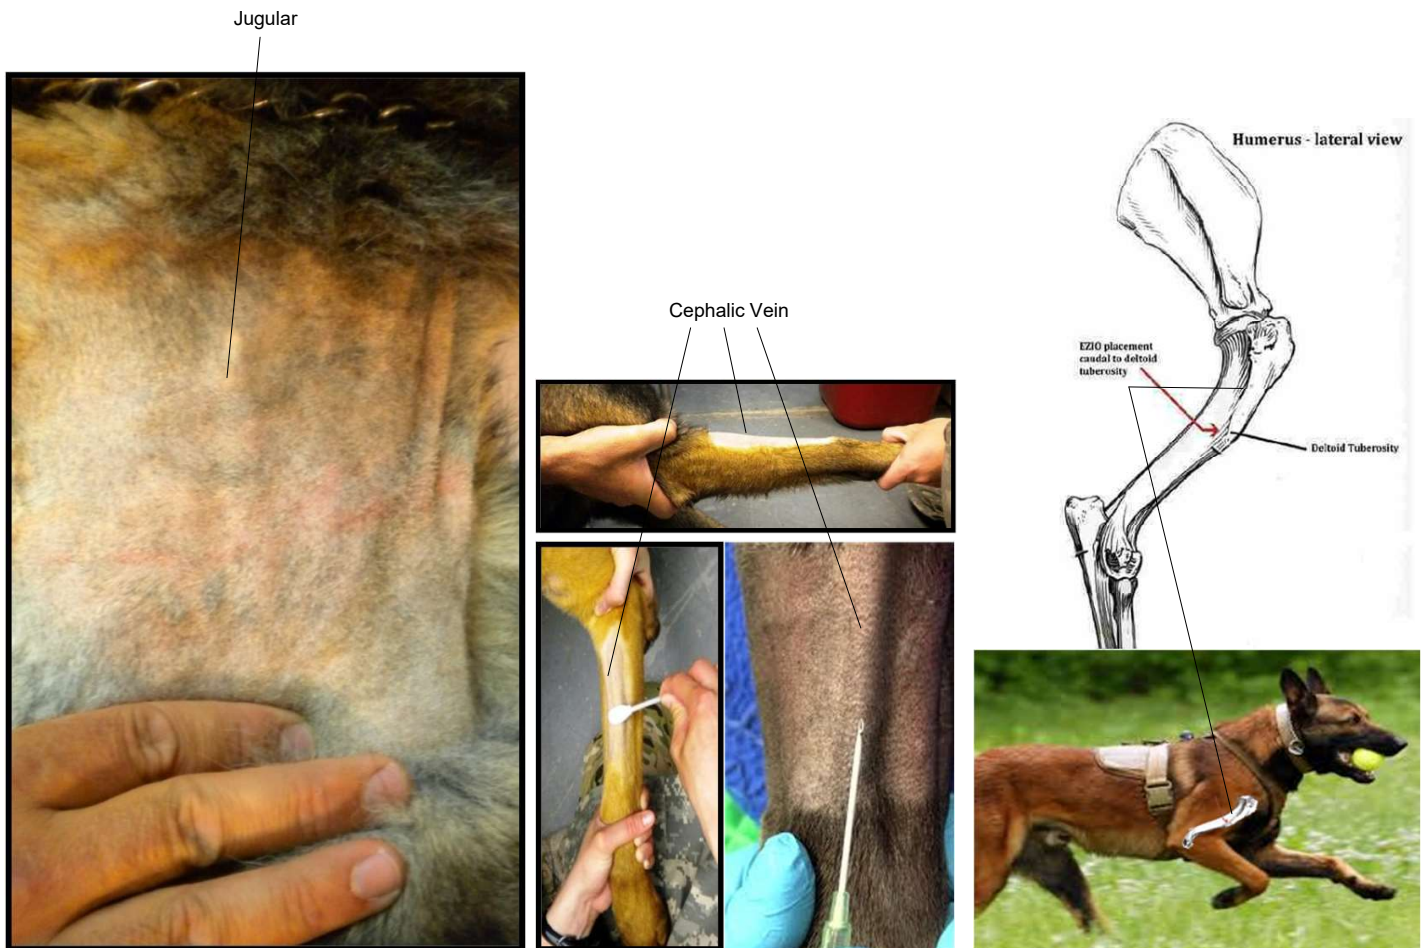 Jugular
Cephalic Vein
Humerus - lateral view
EZIO placement
caudal to deltoid
tuberosity
Deltoid Tuberosity